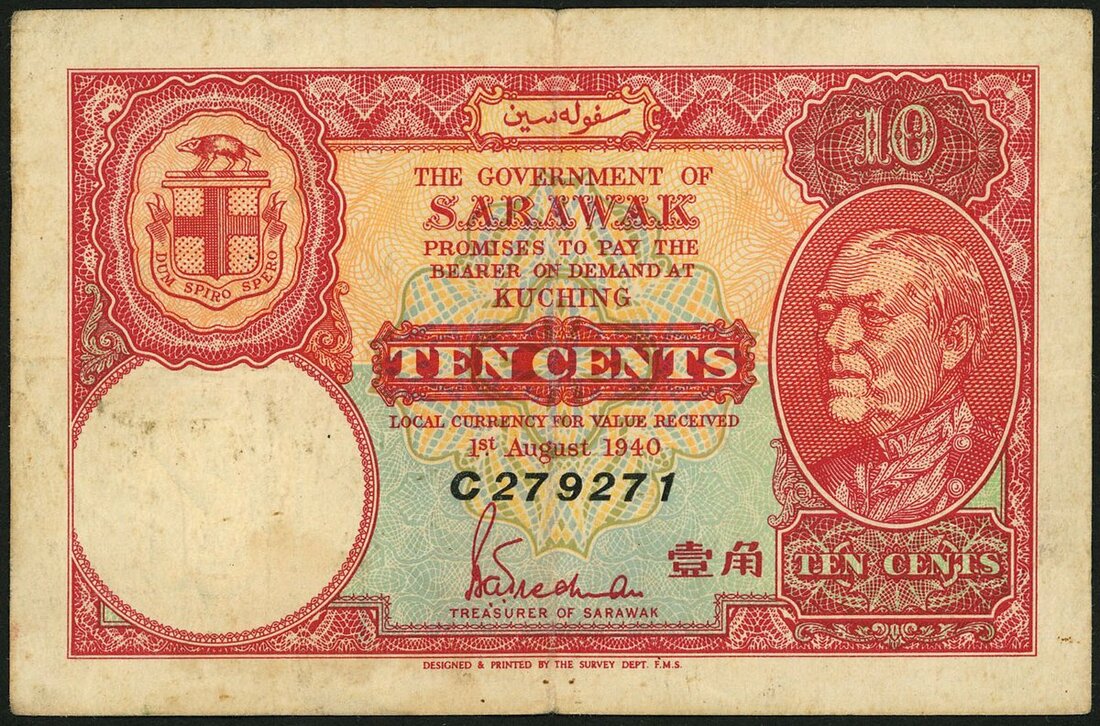 سفوله سين
10
THE GOVERNMENT OF
SARAWAK
PROMISES TO PAY THE
BEARER ON DEMAND AT
KUCHING
DUM SPIRO SPERO
TEN CENTS
LOCAL CURRENCY FOR VALUE RECEIVED
1st August 1940
C279271
壹角
TEN CENTS
TREASURER OF SARAWAK
DESIGNED & PRINTED BY THE SURVEY DEPT. F.M.S.